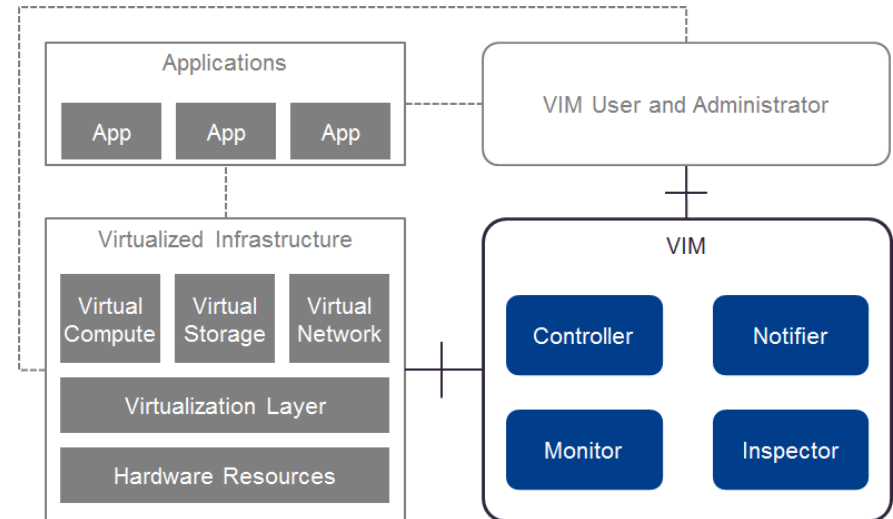 Applications
App
App
App
VIM User and Administrator
Virtualized Infrastructure
Virtual
Compute
Virtual
Storage
Virtual
Network
Virtualization Layer
Hardware Resources
VIM
Controller
Notifier
Monitor
Inspector